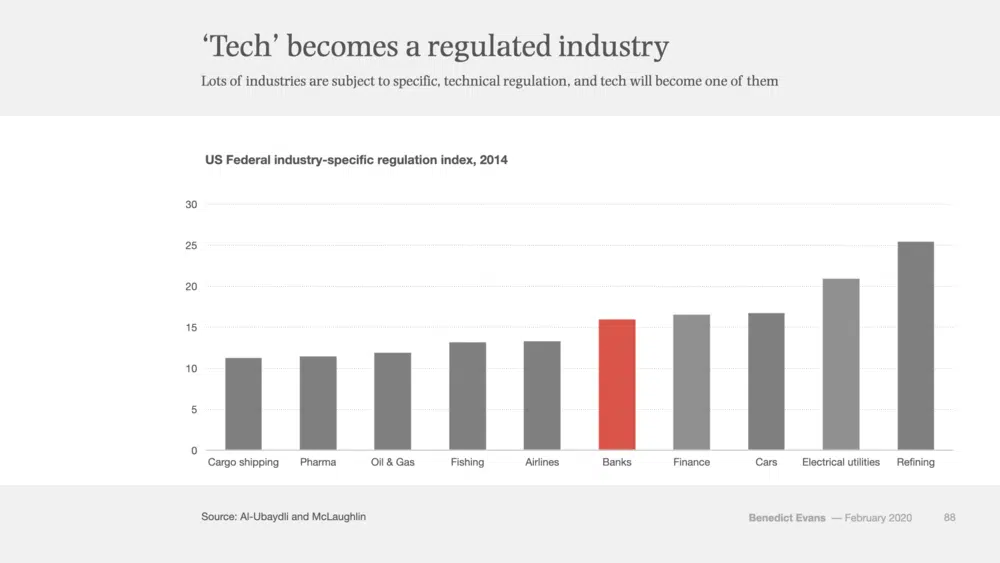 ‘Tech’ becomes a regulated industry
Lots of industries are subject to specific, technical regulation, and tech will become one of them
US Federal industry-specific regulation index, 2014
30
25
20
15
10
5
0
Cargo shipping Pharma Oil & Gas Fishing Airlines Banks Finance Cars Electrical utilities Refining
Source: Al-Ubaydli and McLaughlin
Benedict Evans — February 2020 88